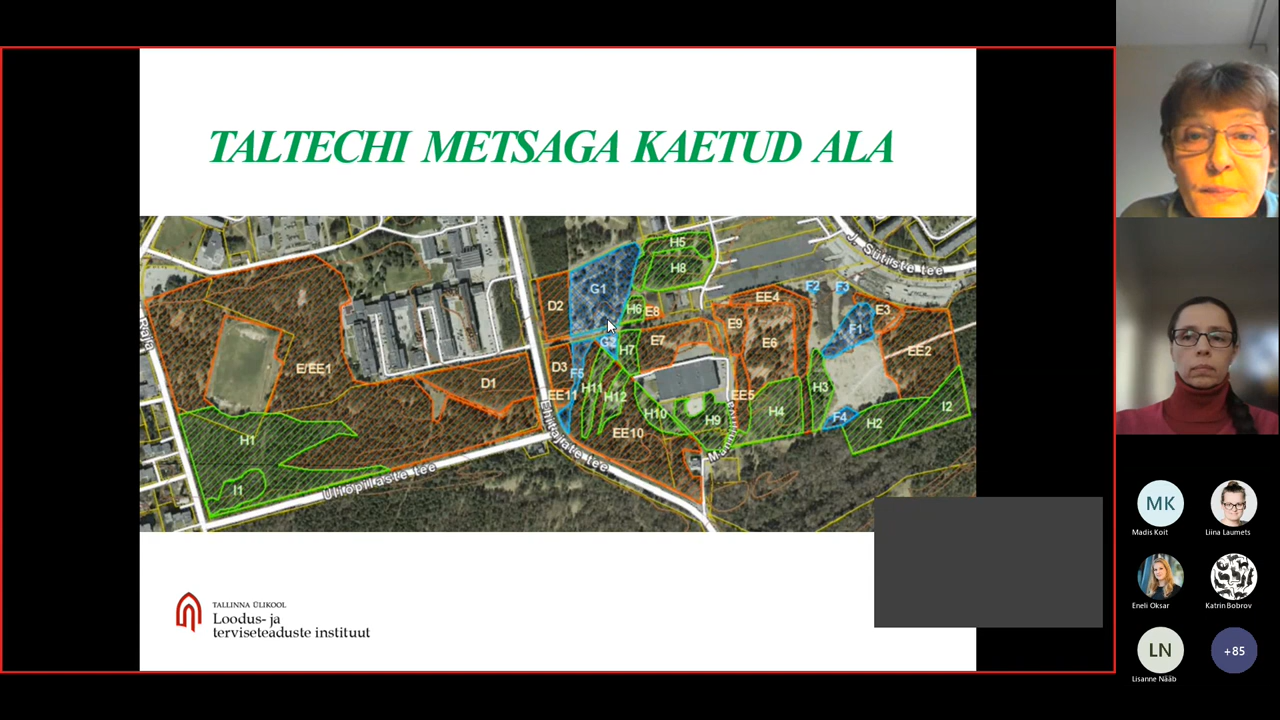 TALTECHI METSAGA KAETUD ALA
H5
J. Sütiste tee
H8
G1
F2
F3
EE4
D2
H6
E8
E3
Raja
E9
F1
G2
E7
E6
H7
EE2
E/EE1
D3
F5
D1
H11
H3
EE11
H12
EE5
I2
H10
H4
H9
F4
H2
H1
Ehitajate tee
EE10
I1
Üliõpilaste tee
TALLINNA ÜLIKOOL
Loodus- ja
terviseteaduste instituut
MK
Madis Koit
Liina Laumets
Eneli Oksar
Katrin Bobrov
LN
Lisanne Nääb
+85